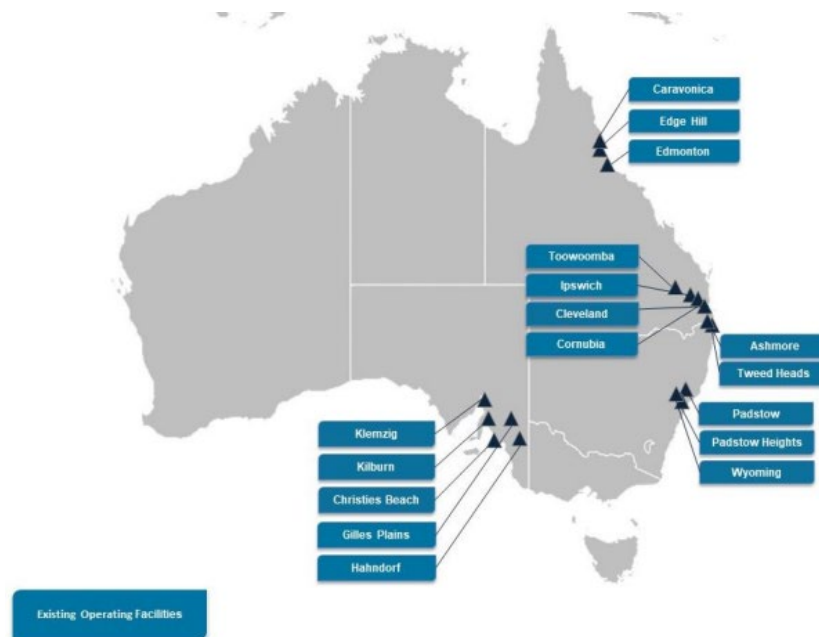 Caravonica
Edge Hill
Edmonton
Toowoomba
Ipswich
Cleveland
Cornubia
Ashmore
Tweed Heads
Padstow
Padstow Heights
Wyoming
Klemzig
Kilburn
Christies Beach
Gilles Plains
Hahndorf
Existing Operating Facilities